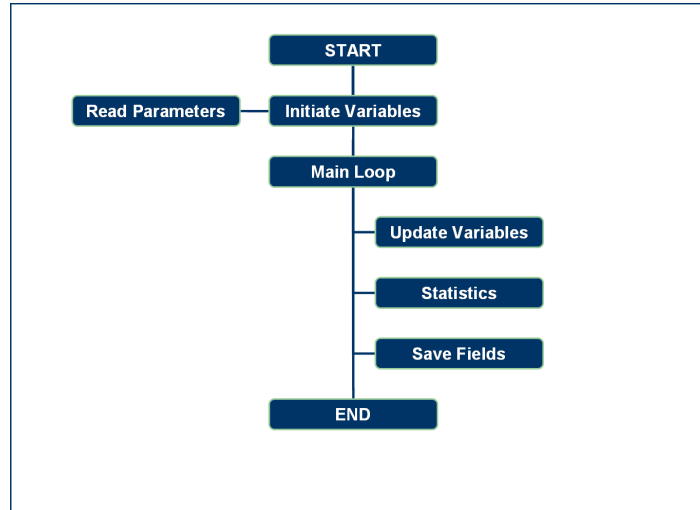 START
Read Parameters
Initiate Variables
Main Loop
Update Variables
Statistics
Save Fields
END